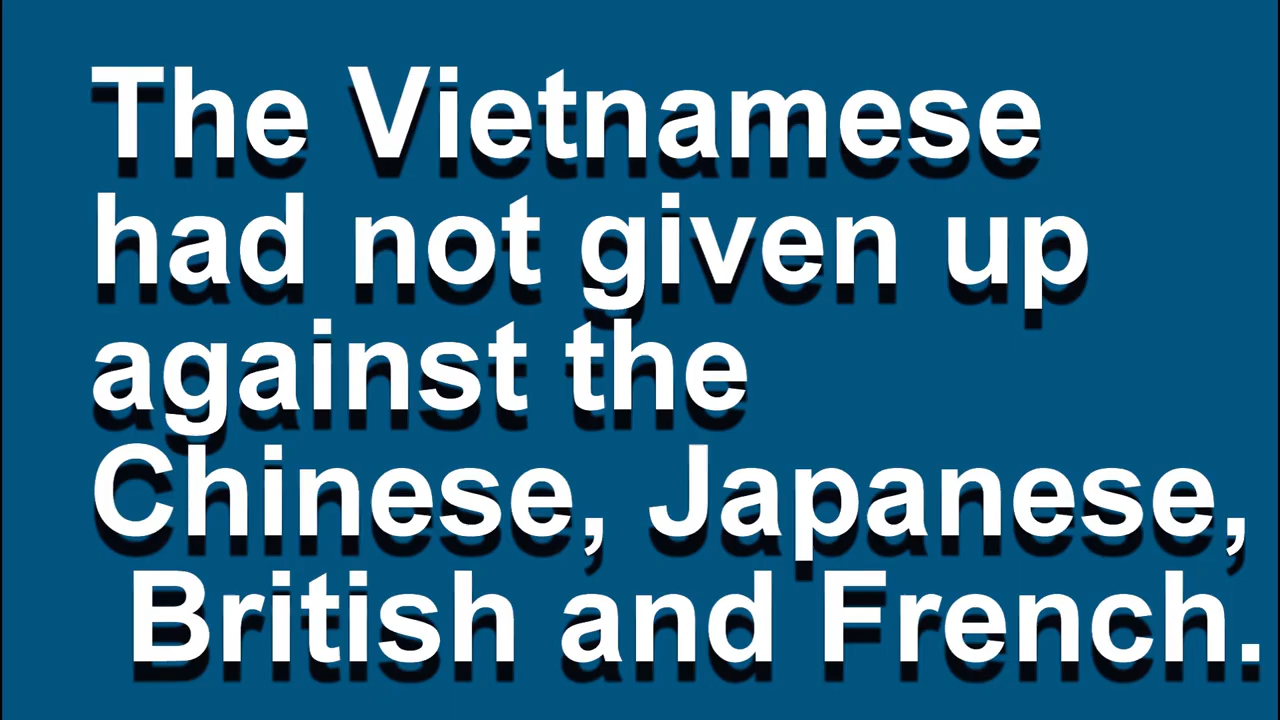 The Vietnamese
had not given up
against the
Chinese, Japanese,
British and French.